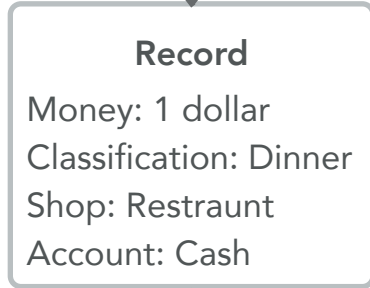 Record
Money: 1 dollar
Classification: Dinner
Shop: Restraunt
Account: Cash